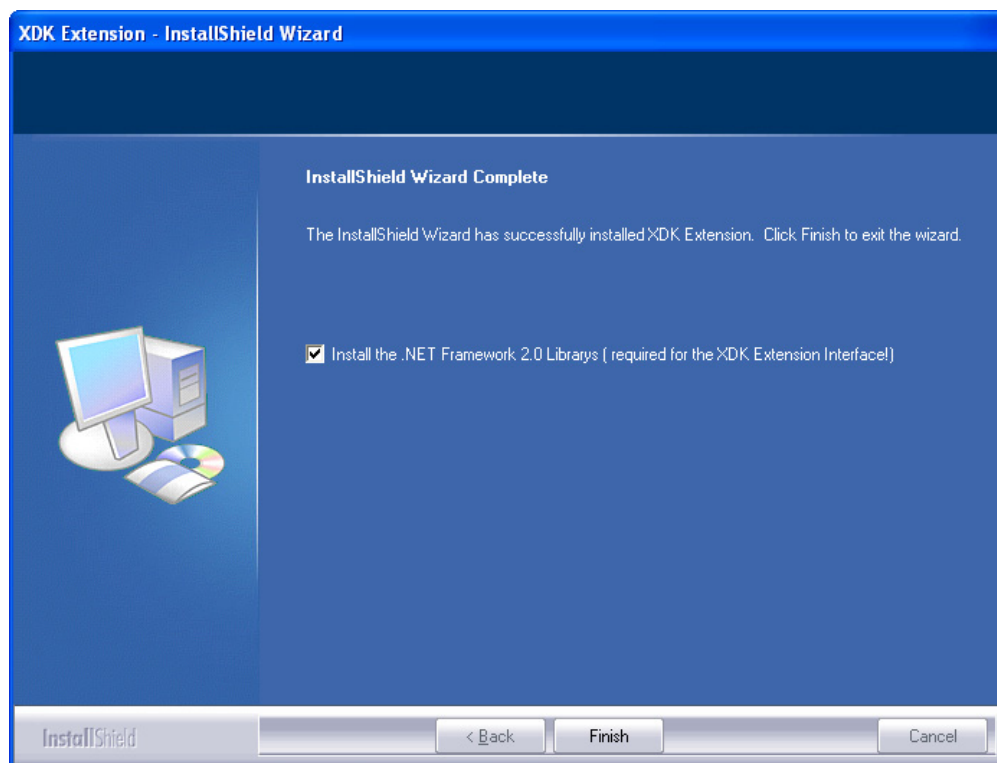 XDK Extension - InstallShield Wizard
InstallShield Wizard Complete
The InstallShield Wizard has successfully installed XDK Extension. Click Finish to exit the wizard.
Install the .NET Framework 2.0 Librarys ( required for the XDK Extension Interface!)
InstallShield
< Back
Finish
Cancel